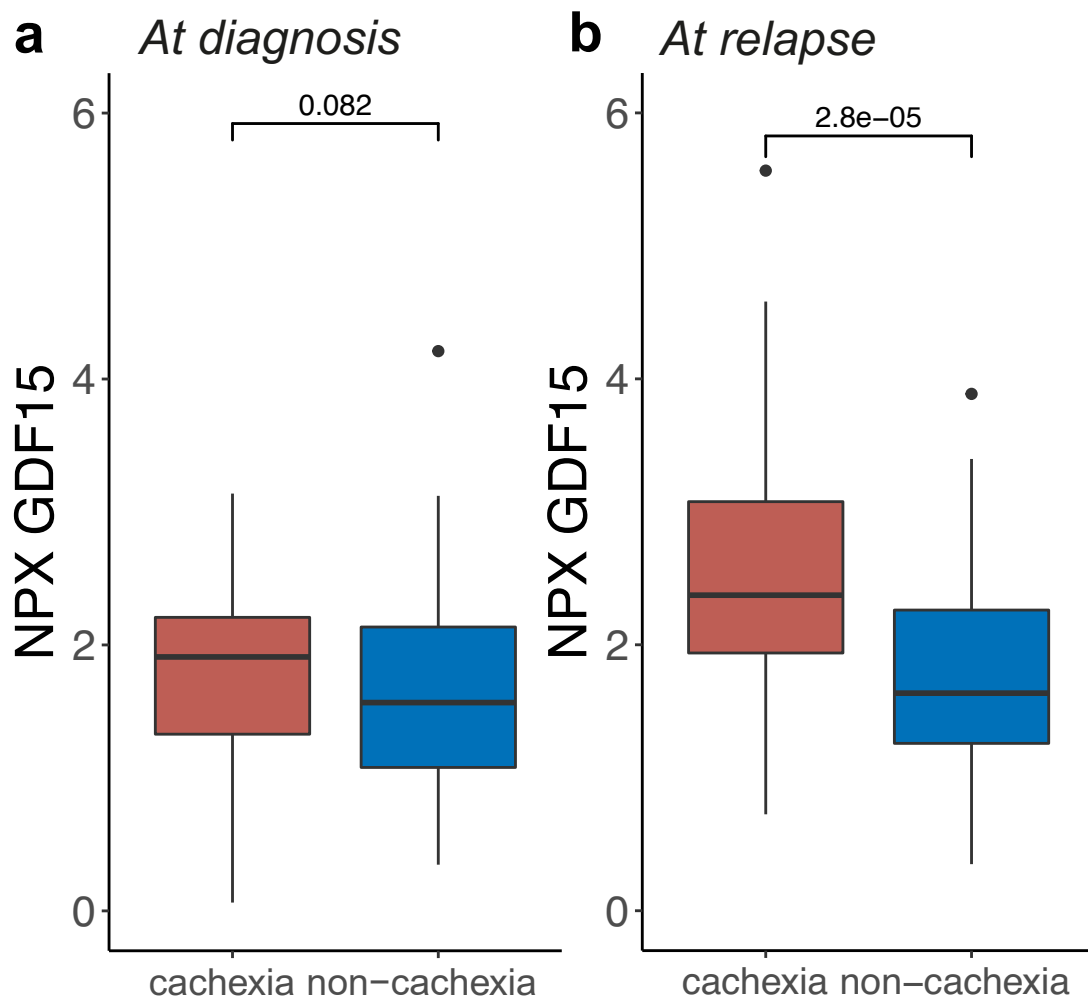 a At diagnosis
NPX GDF15
6
4
2
0
0.082
cachexia non−cachexia
b At relapse
NPX GDF15
6
4
2
0
2.8e−05
cachexia non−cachexia